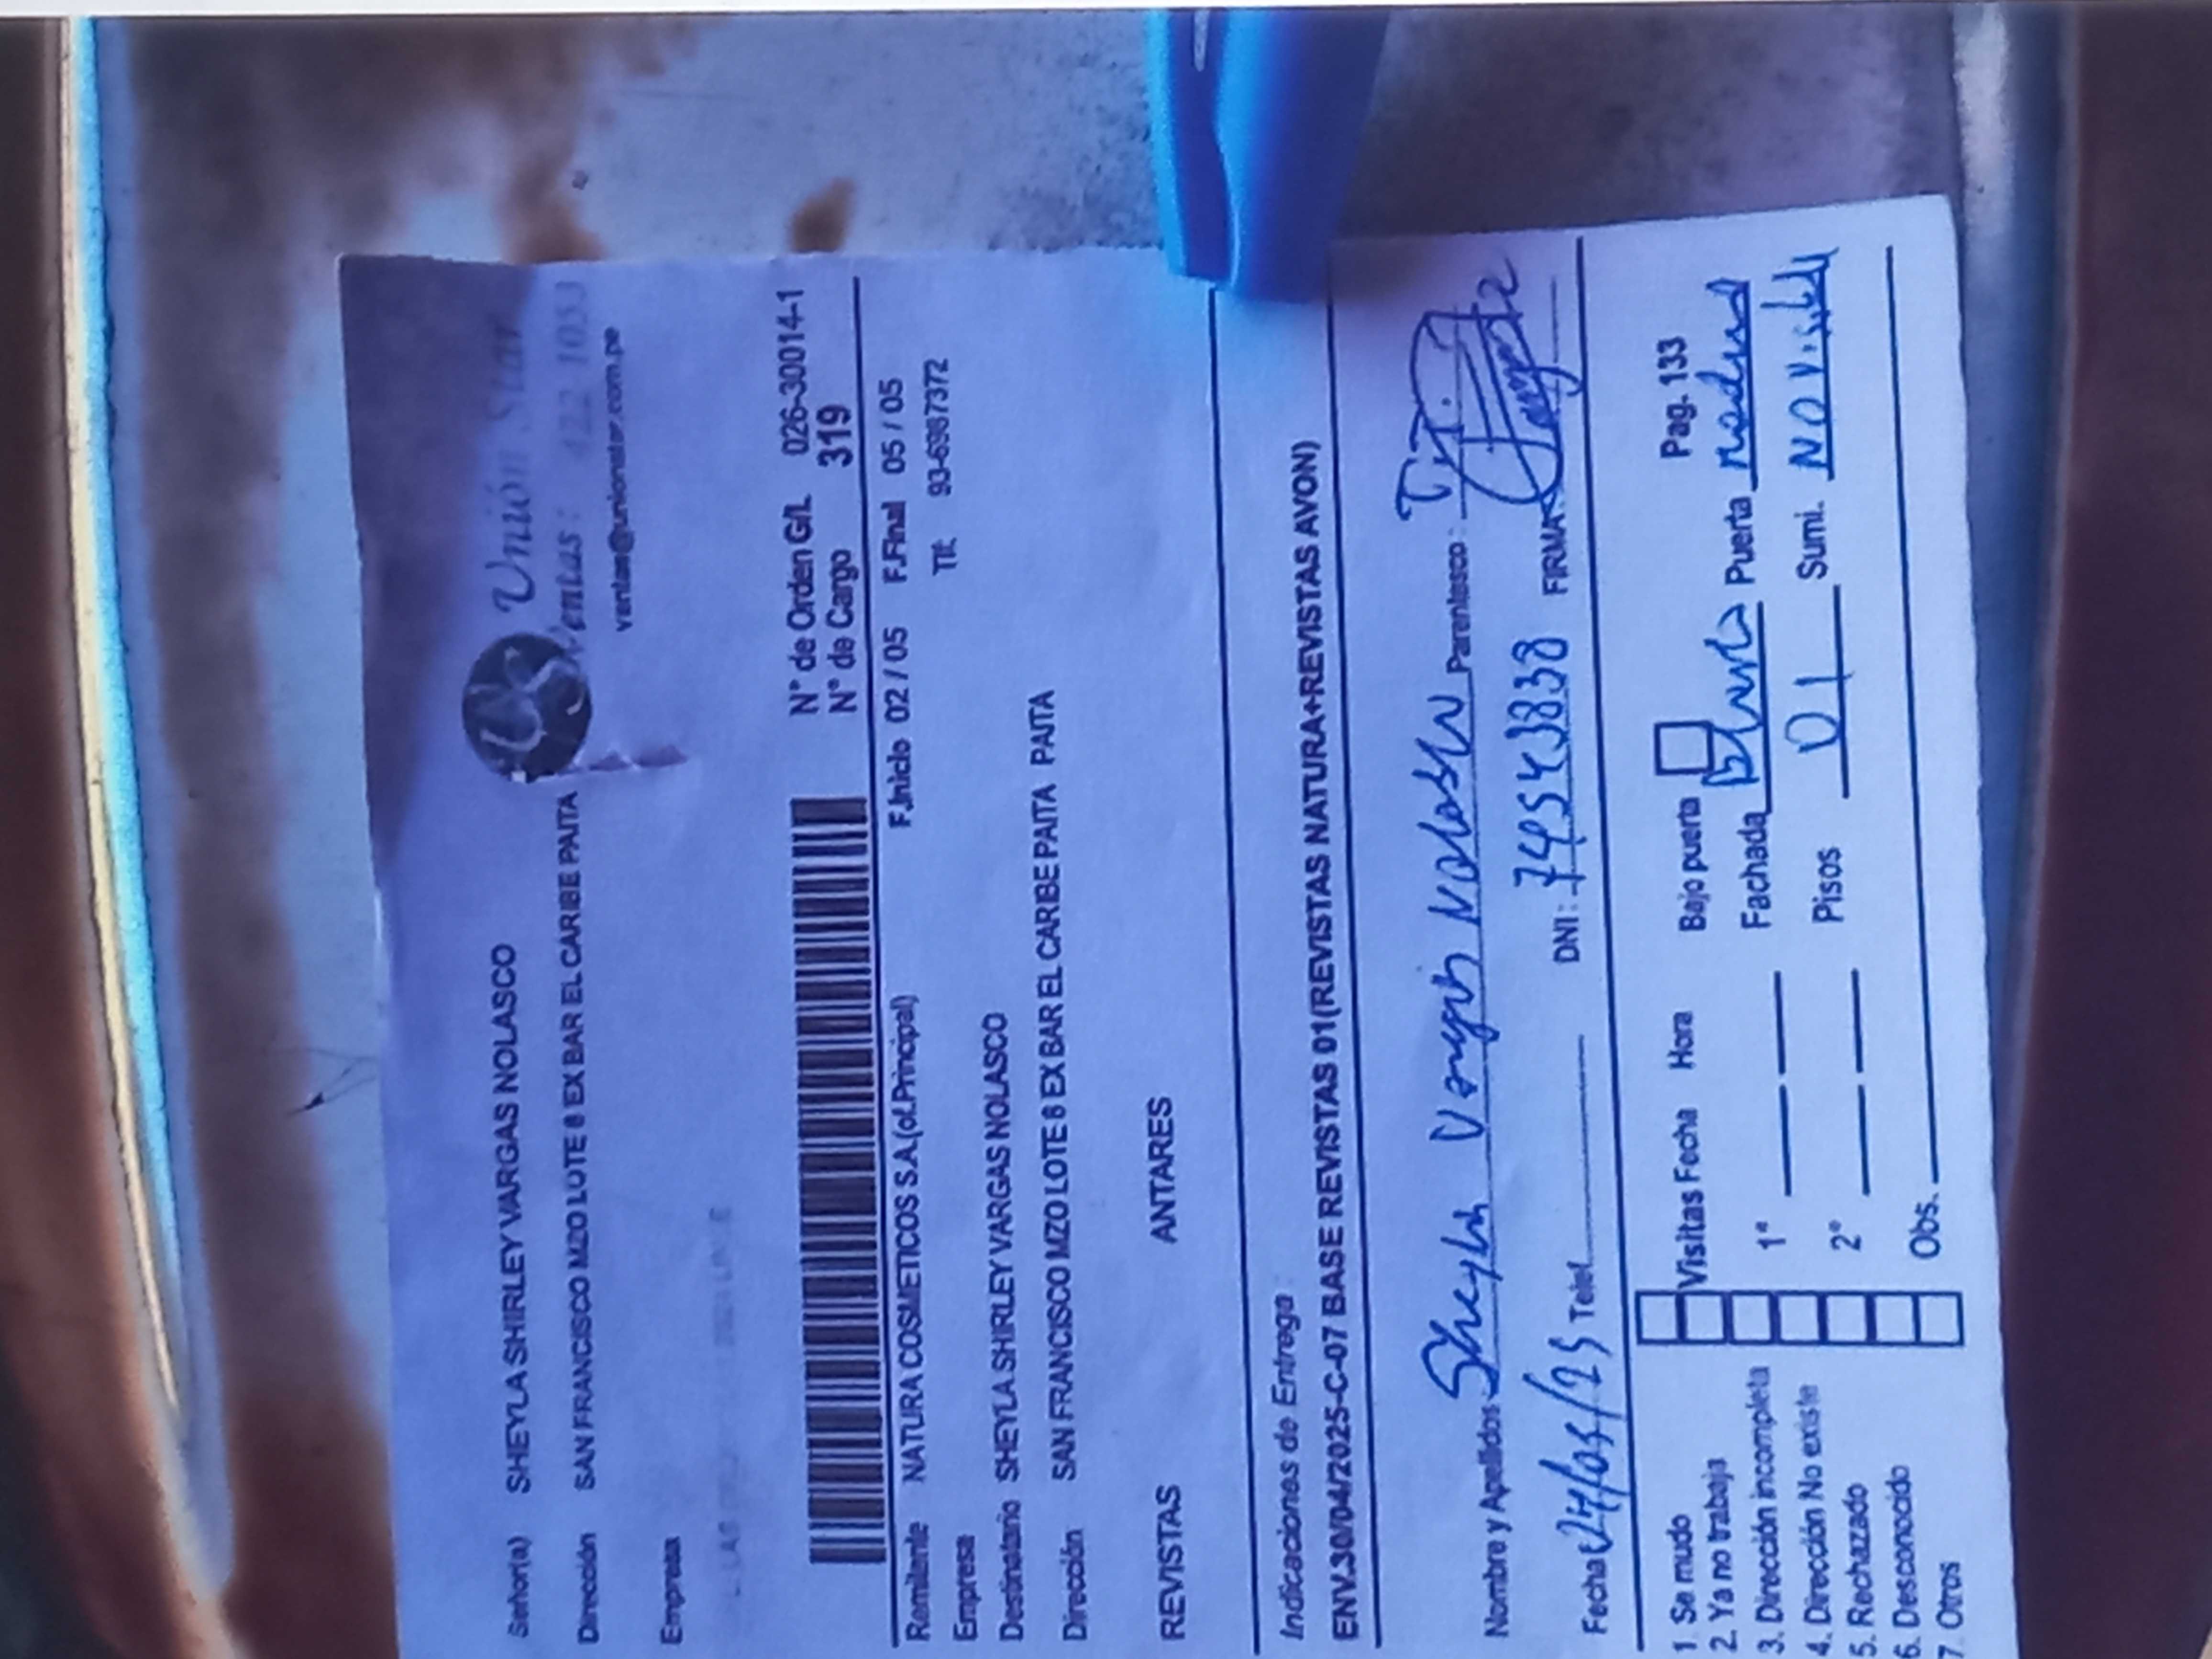 Unión Star
Ventas: 422 1053
ventas@unionstar.com.pe
Señor(a) SHEYLA SHIRLEY VARGAS NOLASCO
Dirección SAN FRANCISCO MZO LOTE 8 EX BAR EL CARIBE PAITA
Empresa
N° de Orden G/L 026-30014-1
N° de Cargo 319
Remitente NATURA COSMETICOS S.A.(of.Principal) F.Inicio 02 / 05 F.Final 05 / 05
Empresa Tlf. 93-6987372
Destinatario SHEYLA SHIRLEY VARGAS NOLASCO
Dirección SAN FRANCISCO MZO LOTE 8 EX BAR EL CARIBE PAITA PAITA
REVISTAS ANTARES
Indicaciones de Entrega :
ENV.30/04/2025-C-07 BASE REVISTAS 01(REVISTAS NATURA+REVISTAS AVON)
Nombre y Apellidos: Sheyla Vargas Nolasco Parentesco: Tit.
Fecha Telef. DNI: 74543838 FIRMA:
1. Se mudo Visitas Fecha Hora Bajo puerta Pag. 133
2. Ya no trabaja
3. Dirección incompleta 1° Fachada Puerta
4. Dirección No existe 2° Pisos 01 Sumi. NO Visible
5. Rechazado
6. Desconocido Obs.
7. Otros